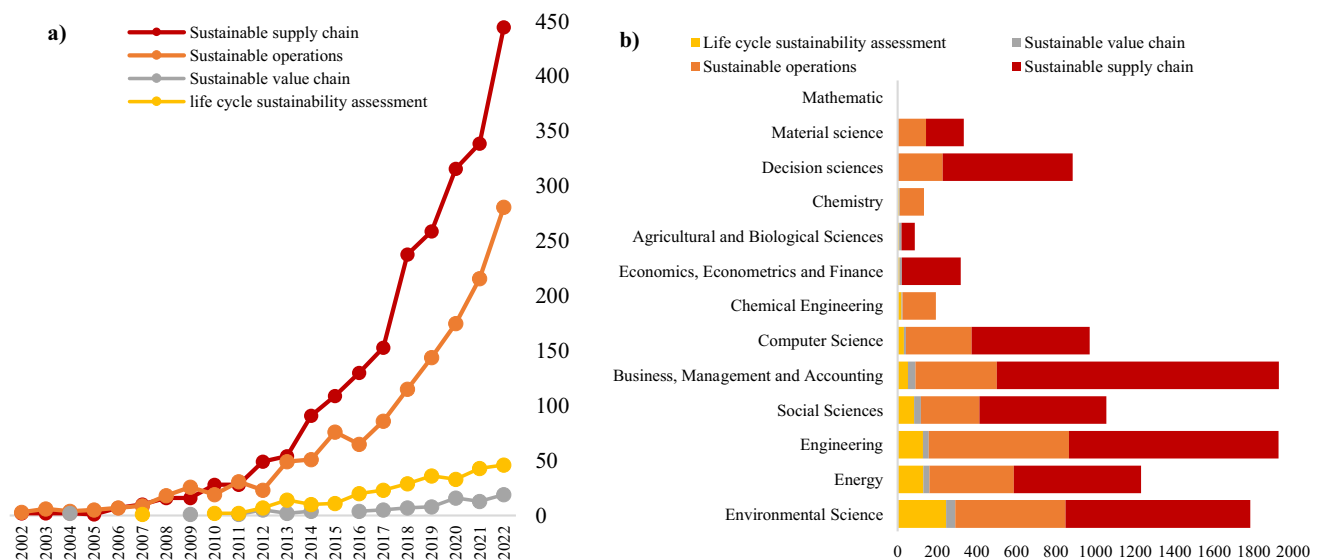 a)
Sustainable supply chain
Sustainable operations
Sustainable value chain
life cycle sustainability assessment
450
400
350
300
250
200
150
100
50
0
2002 2003 2004 2005 2006 2007 2008 2009 2010 2011 2012 2013 2014 2015 2016 2017 2018 2019 2020 2021 2022
b)
Life cycle sustainability assessment Sustainable value chain
Sustainable operations Sustainable supply chain
Mathematic
Material science
Decision sciences
Chemistry
Agricultural and Biological Sciences
Economics, Econometrics and Finance
Chemical Engineering
Computer Science
Business, Management and Accounting
Social Sciences
Engineering
Energy
Environmental Science
0 200 400 600 800 1000 1200 1400 1600 1800 2000